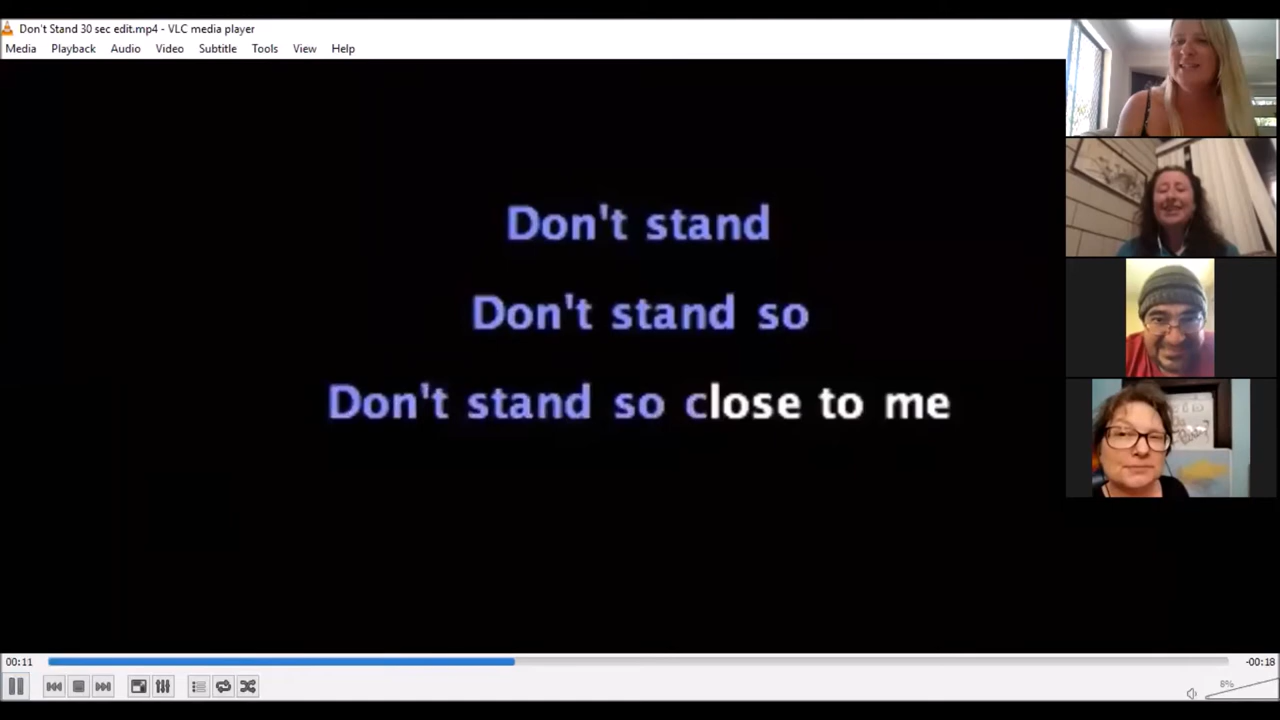 Don't Stand 30 sec edit.mp4 - VLC media player
Media Playback Audio Video Subtitle Tools View Help
Don't stand
Don't stand so
Don't stand so close to me
00:11
-00:18
8%